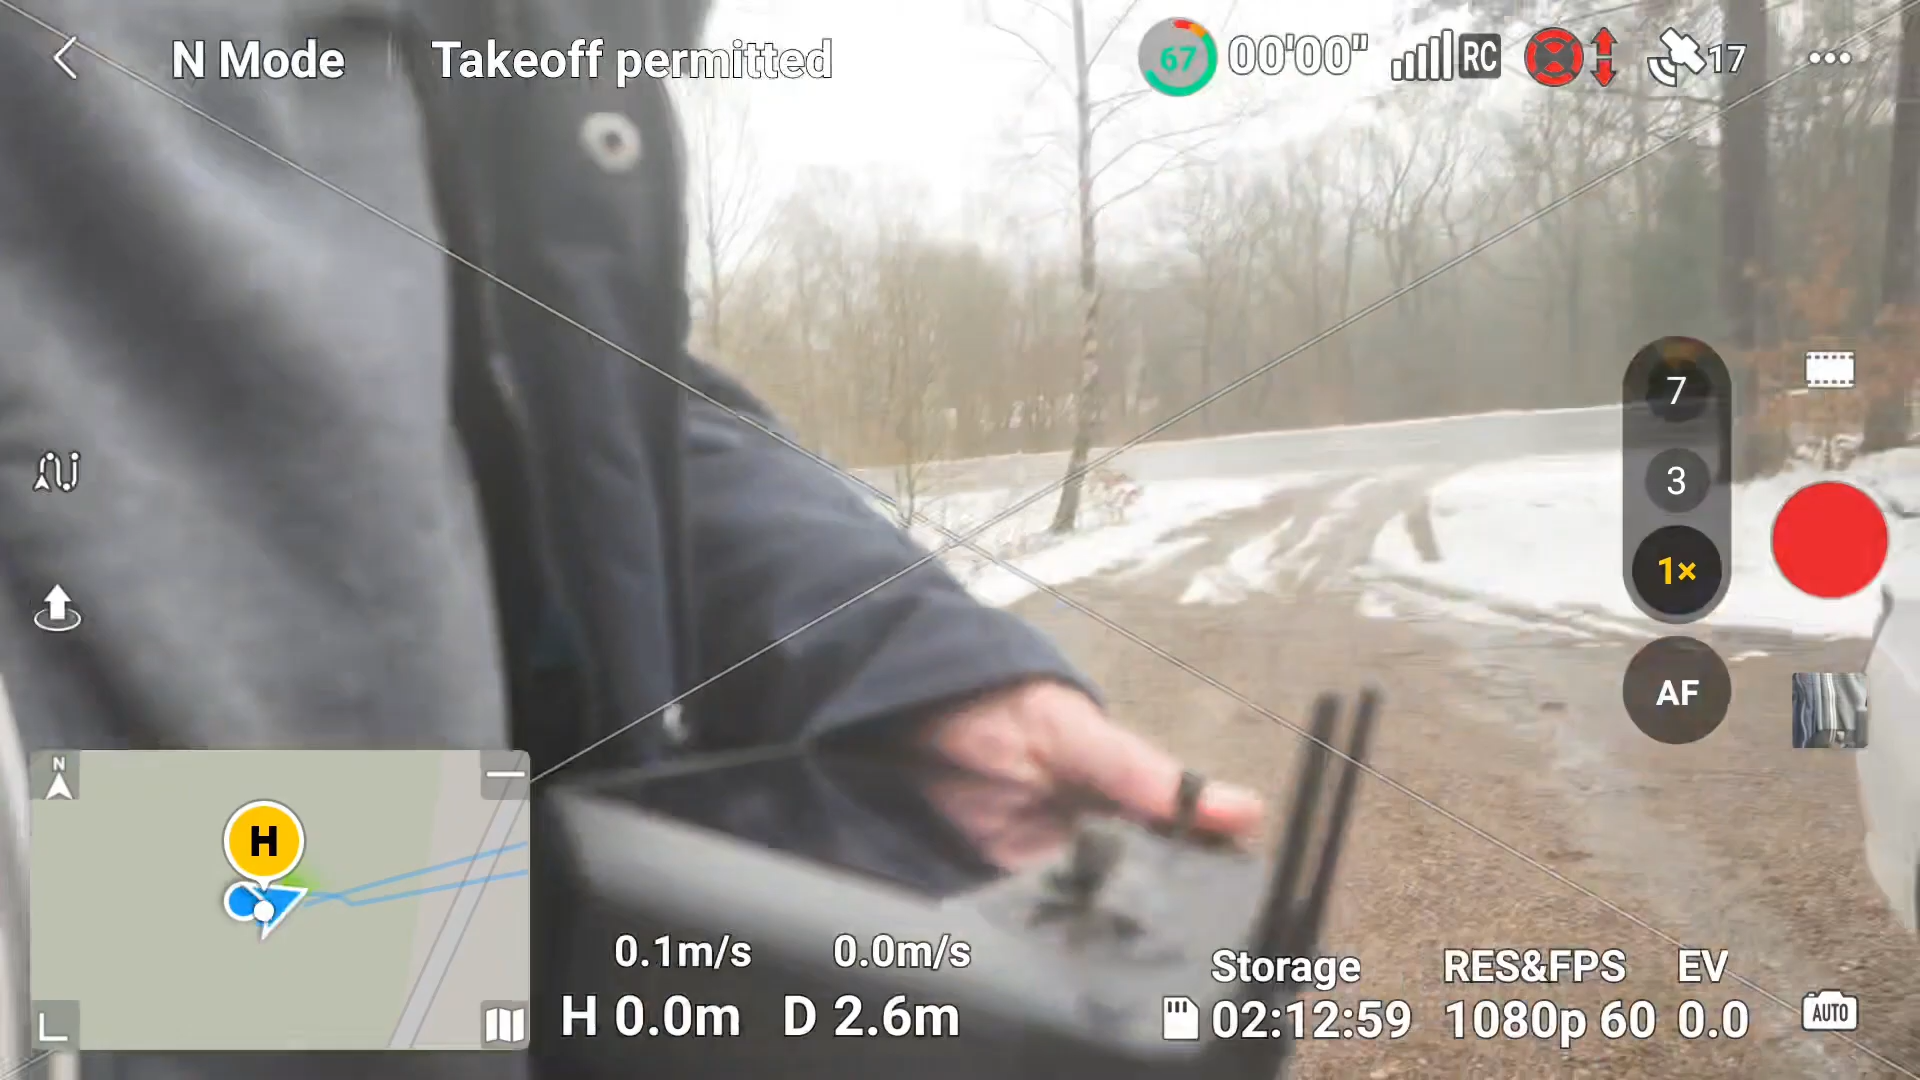 N Mode
Takeoff permitted
67
00'00"
RC
17
7
3
1×
AF
N
H
0.1m/s
0.0m/s
H 0.0m
D 2.6m
Storage
02:12:59
RES&FPS
1080p 60
EV
0.0
AUTO